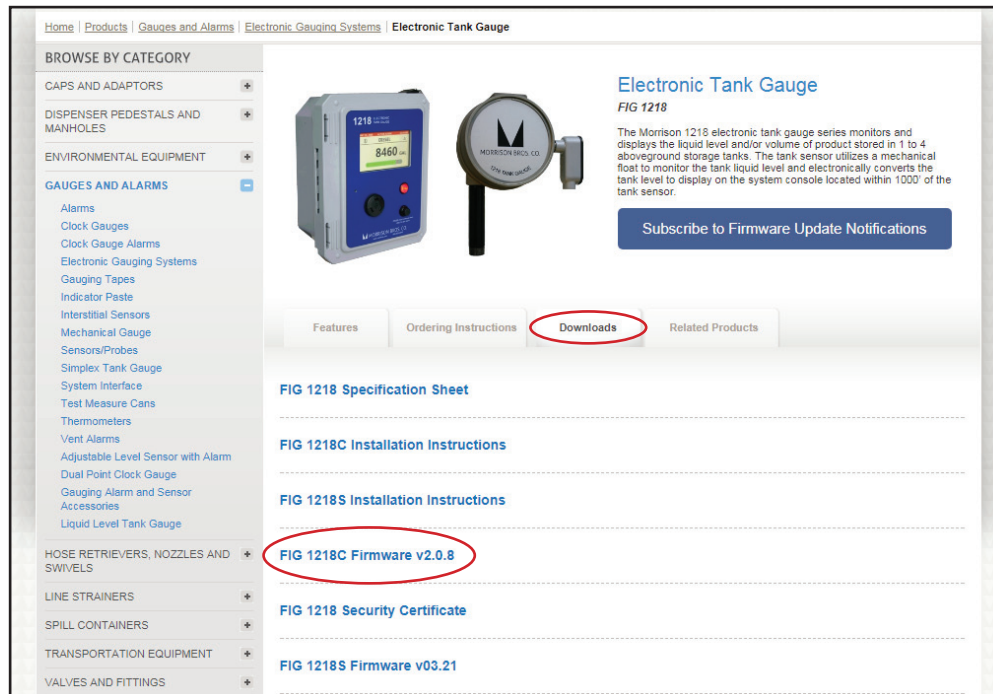 Home | Products | Gauges and Alarms | Electronic Gauging Systems | Electronic Tank Gauge
BROWSE BY CATEGORY
CAPS AND ADAPTORS
DISPENSER PEDESTALS AND
MANHOLES
ENVIRONMENTAL EQUIPMENT
GAUGES AND ALARMS
Alarms
Clock Gauges
Clock Gauge Alarms
Electronic Gauging Systems
Gauging Tapes
Indicator Paste
Interstitial Sensors
Mechanical Gauge
Sensors/Probes
Simplex Tank Gauge
System Interface
Test Measure Cans
Thermometers
Vent Alarms
Adjustable Level Sensor with Alarm
Dual Point Clock Gauge
Gauging Alarm and Sensor
Accessories
Liquid Level Tank Gauge
HOSE RETRIEVERS, NOZZLES AND
SWIVELS
LINE STRAINERS
SPILL CONTAINERS
TRANSPORTATION EQUIPMENT
VALVES AND FITTINGS
1218
8460
MORRISON BROS. CO.
1218 TANK GAUGE
MORRISON BROS. CO.
Electronic Tank Gauge
FIG 1218
The Morrison 1218 electronic tank gauge series monitors and
displays the liquid level and/or volume of product stored in 1 to 4
aboveground storage tanks. The tank sensor utilizes a mechanical
float to monitor the tank liquid level and electronically converts the
tank level to display on the system console located within 1000' of the
tank sensor.
Subscribe to Firmware Update Notifications
Features
Ordering Instructions
Downloads
Related Products
FIG 1218 Specification Sheet
FIG 1218C Installation Instructions
FIG 1218S Installation Instructions
FIG 1218C Firmware v2.0.8
FIG 1218 Security Certificate
FIG 1218S Firmware v03.21